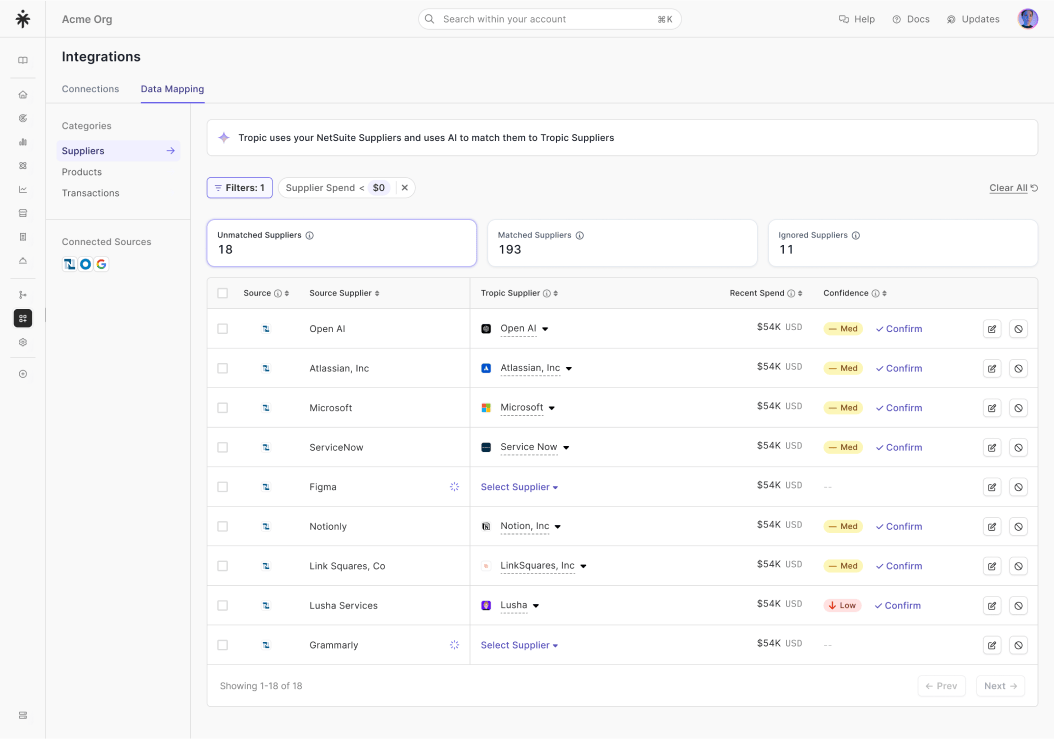 Acme Org
Search within your account
⌘K
Help
Docs
Updates
Integrations
Connections
Data Mapping
Categories
Suppliers →
Products
Transactions
Connected Sources
Tropic uses your NetSuite Suppliers and uses AI to match them to Tropic Suppliers
Filters: 1
Supplier Spend < $0 ✕
Clear All
Unmatched Suppliers
18
Matched Suppliers
193
Ignored Suppliers
11
Source Source Supplier Tropic Supplier Recent Spend Confidence
Open AI Open AI $54K USD — Med ✓ Confirm
Atlassian, Inc Atlassian, Inc $54K USD — Med ✓ Confirm
Microsoft Microsoft $54K USD — Med ✓ Confirm
ServiceNow Service Now $54K USD — Med ✓ Confirm
Figma Select Supplier $54K USD --
Notionly Notion, Inc $54K USD — Med ✓ Confirm
Link Squares, Co LinkSquares, Inc $54K USD — Med ✓ Confirm
Lusha Services Lusha $54K USD ↓ Low ✓ Confirm
Grammarly Select Supplier $54K USD --
Showing 1-18 of 18
← Prev
Next →